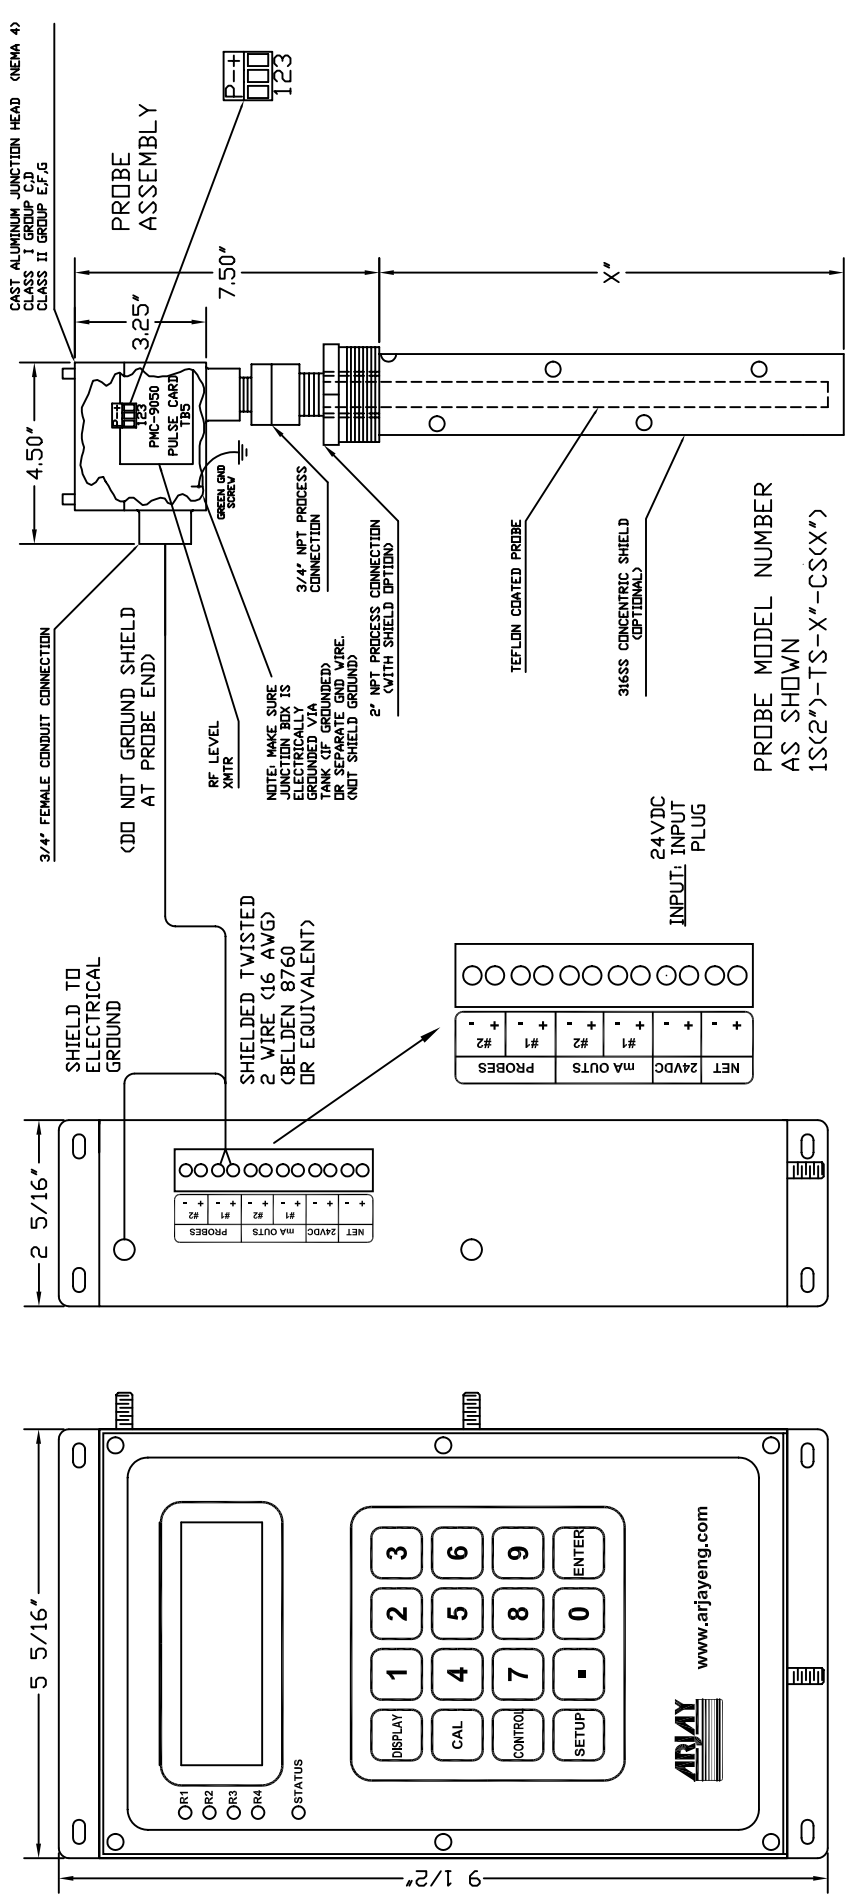 CAST ALUMINUM JUNCTION HEAD (NEMA 4)
CLASS I GROUP C,D
CLASS II GROUP E,F,G
PROBE
ASSEMBLY
P-+
123
4.50"
3.25"
7.50"
X"
P-+
123
PMC-9050
PULSE CARD
TB5
GREEN GND
SCREW
3/4" FEMALE CONDUIT CONNECTION
(DO NOT GROUND SHIELD
AT PROBE END)
RF LEVEL
XMTR
NOTE: MAKE SURE
JUNCTION BOX IS
ELECTRICALLY
GROUNDED VIA
TANK (IF GROUNDED)
OR SEPARATE GND WIRE.
(NOT SHIELD GROUND)
3/4" NPT PROCESS
CONNECTION
2" NPT PROCESS CONNECTION
(WITH SHIELD OPTION)
TEFLON COATED PROBE
316SS CONCENTRIC SHIELD
(OPTIONAL)
PROBE MODEL NUMBER
AS SHOWN
1S(2")-TS-X"-CS(X")
SHIELD TO
ELECTRICAL
GROUND
SHIELDED TWISTED
2 WIRE (16 AWG)
(BELDEN 8760
OR EQUIVALENT)
24VDC
INPUT: INPUT
PLUG
PROBES
#2 - +
#1 - +
mA OUTS
#2 - +
#1 - +
24VDC
- +
NET
- +
2 5/16"
PROBES
#2 - +
#1 - +
mA OUTS
#2 - +
#1 - +
24VDC
- +
NET
- +
5 5/16"
9 1/2"
R1
R2
R3
R4
STATUS
DISPLAY 1 2 3
CAL 4 5 6
CONTROL 7 8 9
SETUP . 0 ENTER
ARJAY
www.arjayeng.com